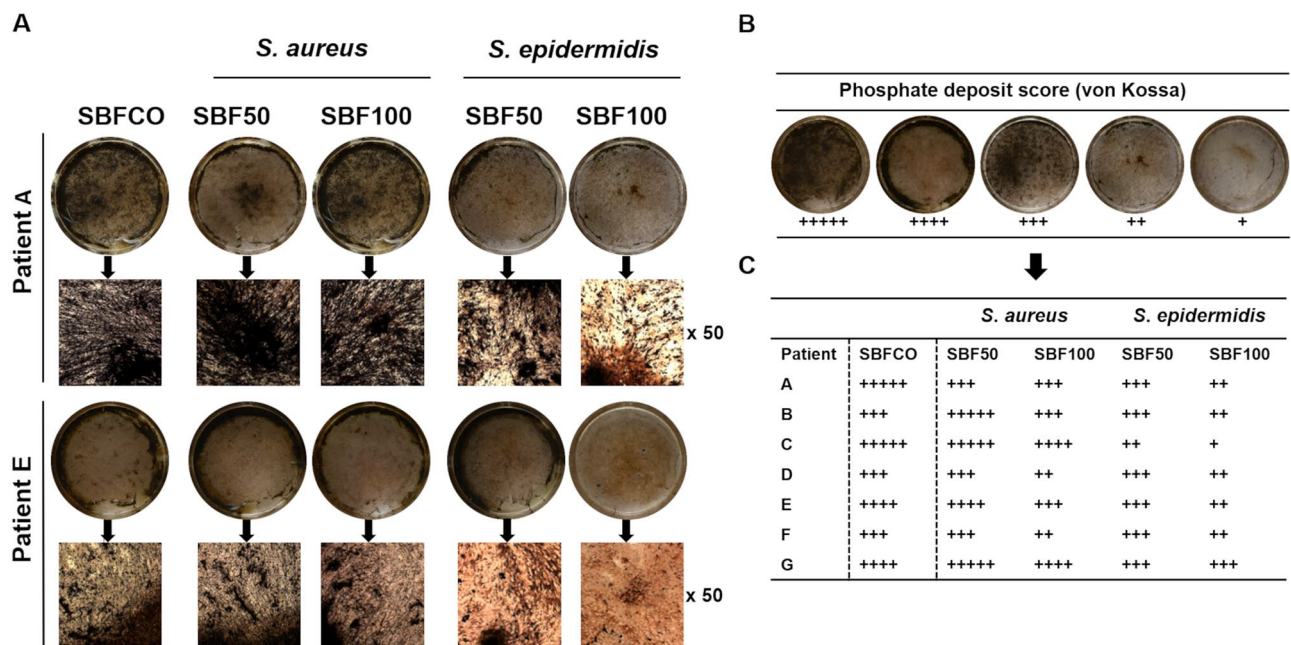 A
S. aureus
S. epidermidis
SBFCO SBF50 SBF100 SBF50 SBF100
Patient A
x 50
Patient E
x 50
B
Phosphate deposit score (von Kossa)
+++++ ++++ +++ ++ +
C
S. aureus S. epidermidis
Patient SBFCO SBF50 SBF100 SBF50 SBF100
A +++++ +++ +++ +++ ++
B +++ +++++ +++ +++ ++
C +++++ +++++ ++++ ++ +
D +++ +++ ++ +++ ++
E ++++ ++++ +++ +++ ++
F +++ +++ ++ +++ ++
G ++++ +++++ ++++ +++ +++